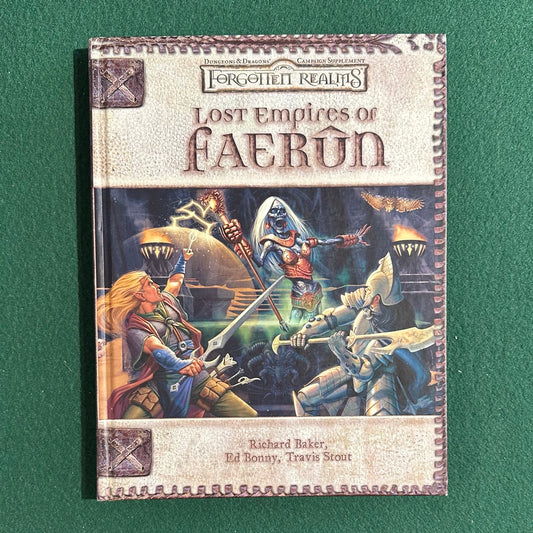 Dungeons & Dragons® Campaign Supplement
Forgotten Realms
Lost Empires of
Faerûn
Richard Baker,
Ed Bonny, Travis Stout